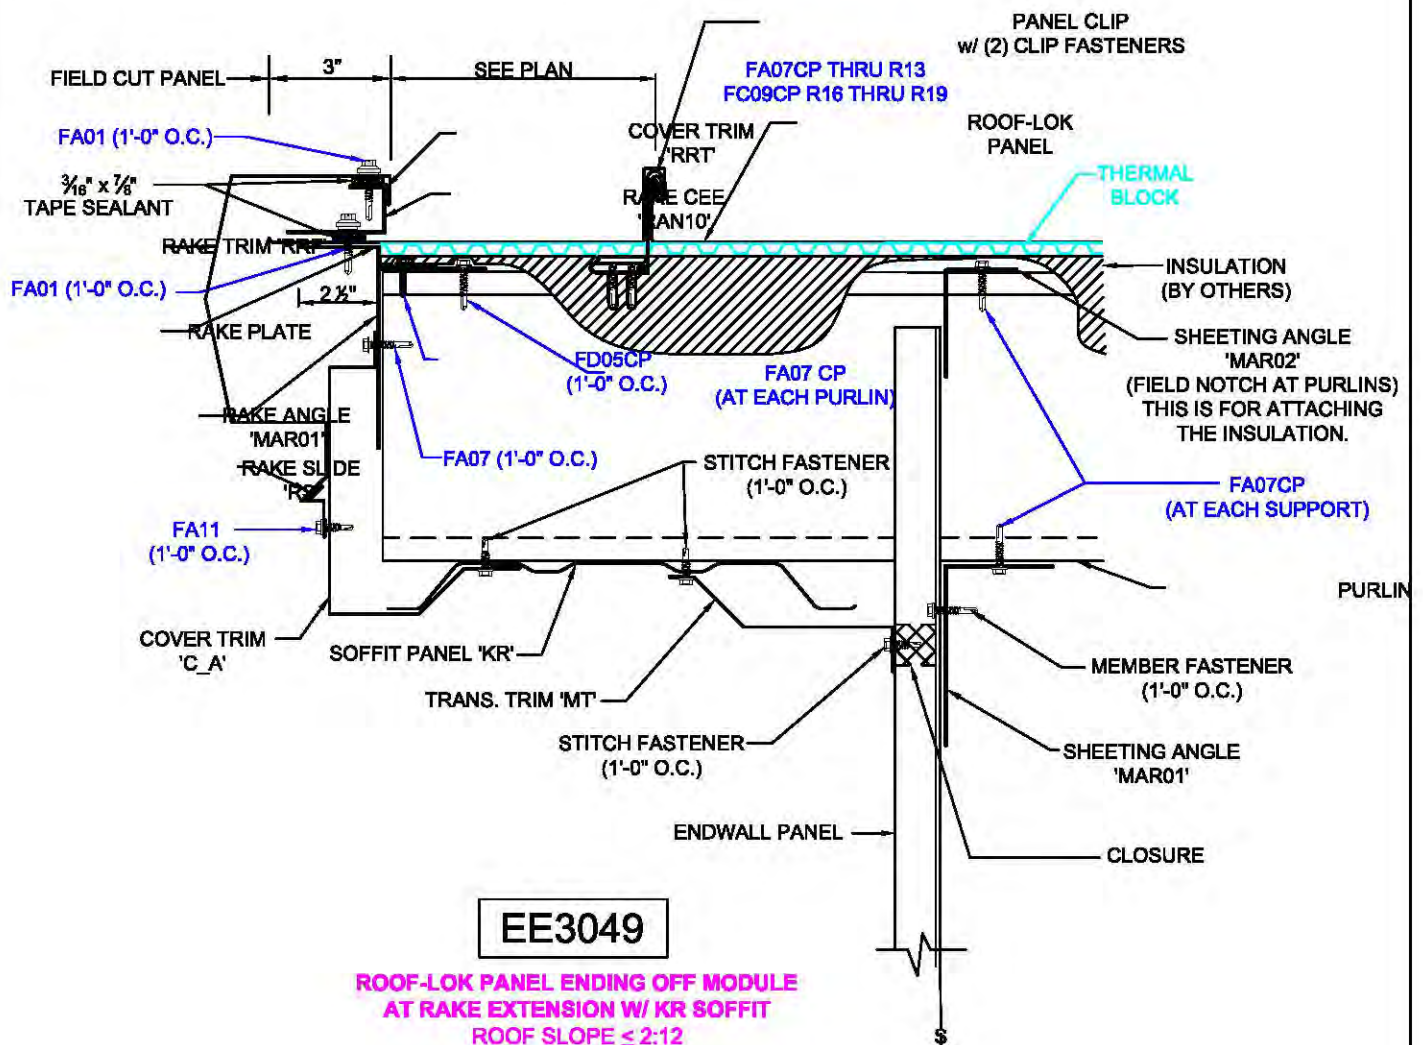 PANEL CLIP
w/ (2) CLIP FASTENERS
FIELD CUT PANEL
3"
SEE PLAN
FA07CP THRU R13
FC09CP R16 THRU R19
FA01 (1'-0" O.C.)
COVER TRIM
'RRT'
ROOF-LOK
PANEL
3/16" x 7/8"
TAPE SEALANT
THERMAL
BLOCK
RAKE CEE
'RAN10'
RAKE TRIM 'RRF'
INSULATION
(BY OTHERS)
FA01 (1'-0" O.C.)
2 ½"
RAKE PLATE
SHEETING ANGLE
'MAR02'
(FIELD NOTCH AT PURLINS)
THIS IS FOR ATTACHING
THE INSULATION.
FD05CP
(1'-0" O.C.)
FA07 CP
(AT EACH PURLIN)
RAKE ANGLE
'MAR01'
FA07 (1'-0" O.C.)
STITCH FASTENER
(1'-0" O.C.)
RAKE SLIDE
FA07CP
(AT EACH SUPPORT)
FA11
(1'-0" O.C.)
PURLIN
COVER TRIM
'C_A'
SOFFIT PANEL 'KR'
MEMBER FASTENER
(1'-0" O.C.)
TRANS. TRIM 'MT'
STITCH FASTENER
(1'-0" O.C.)
SHEETING ANGLE
'MAR01'
ENDWALL PANEL
CLOSURE
EE3049
ROOF-LOK PANEL ENDING OFF MODULE
AT RAKE EXTENSION W/ KR SOFFIT
ROOF SLOPE ≤ 2:12